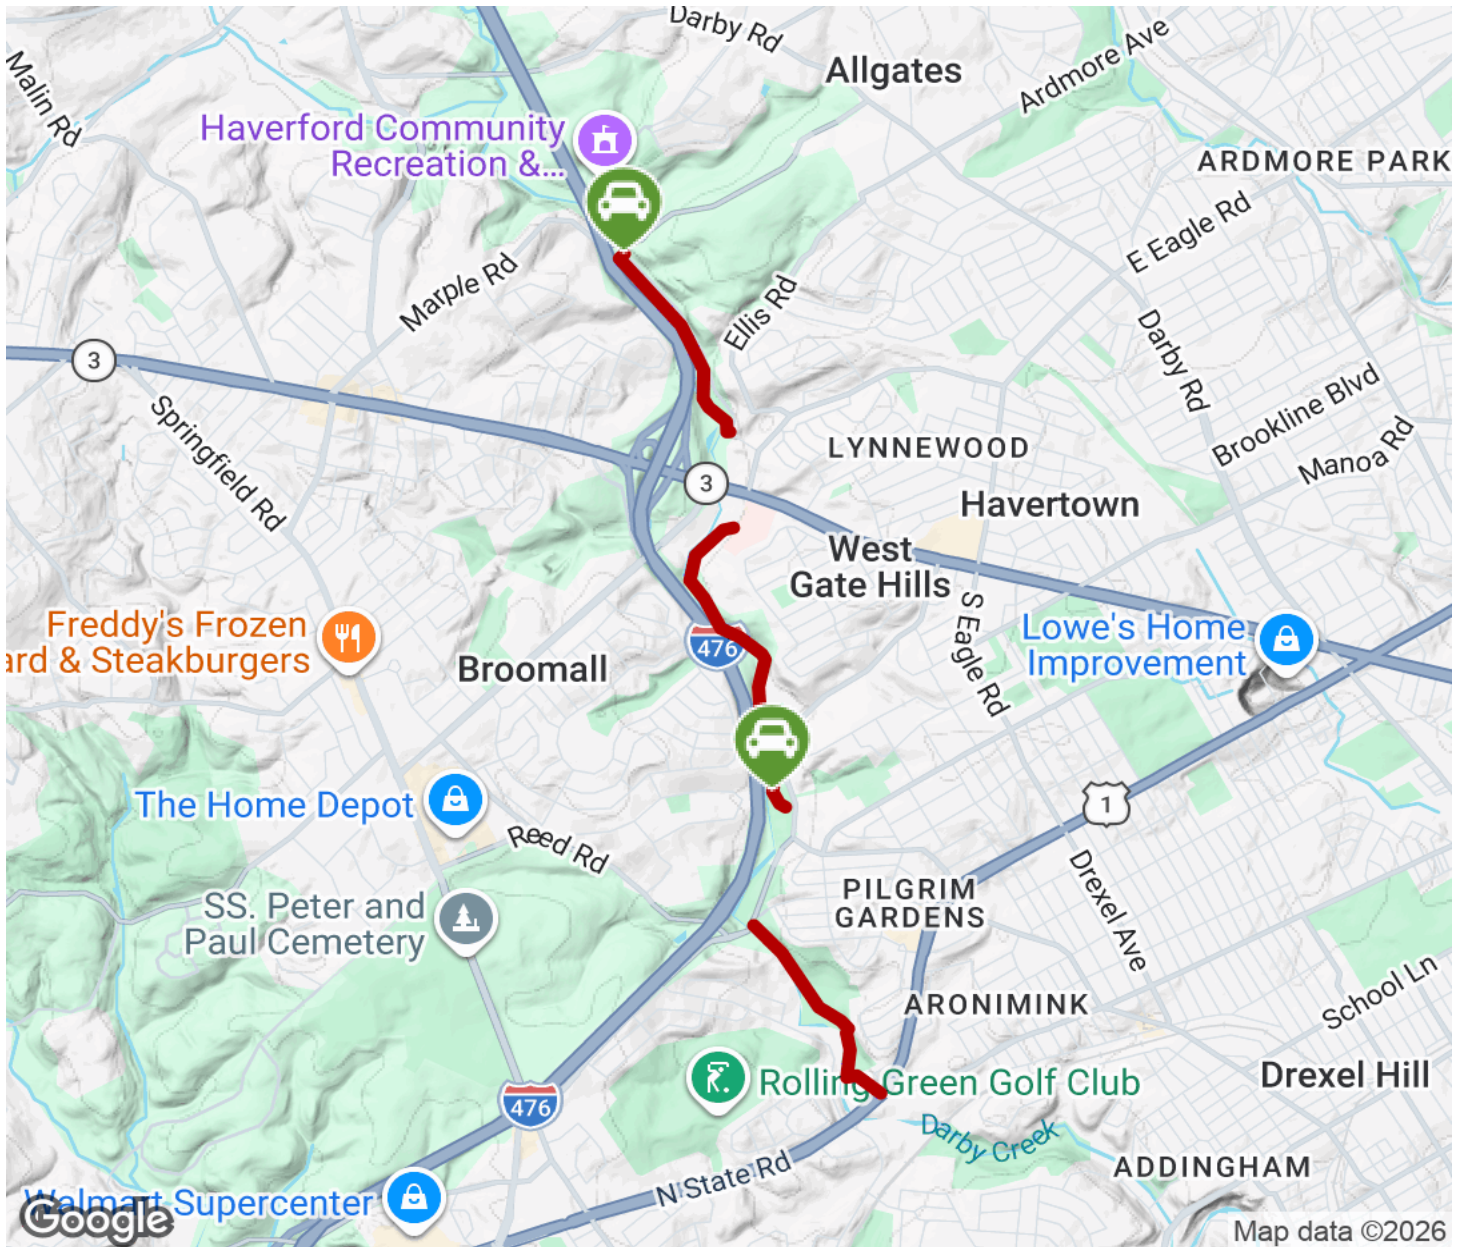 Darby Rd
Allgates
Ardmore Ave
Malin Rd
Haverford Community
Recreation &...
ARDMORE PARK
E Eagle Rd
Marple Rd
Ellis Rd
3
Darby Rd
Brookline Blvd
Manoa Rd
Springfield Rd
LYNNEWOOD
3
Havertown
West
Gate Hills
S Eagle Rd
Freddy's Frozen
ard & Steakburgers
Lowe's Home
Improvement
476
Broomall
The Home Depot
1
Reed Rd
Drexel Ave
PILGRIM
GARDENS
SS. Peter and
Paul Cemetery
School Ln
ARONIMINK
Rolling Green Golf Club
Drexel Hill
476
Darby Creek
ADDINGHAM
N State Rd
Walmart Supercenter
Google
Map data ©2026